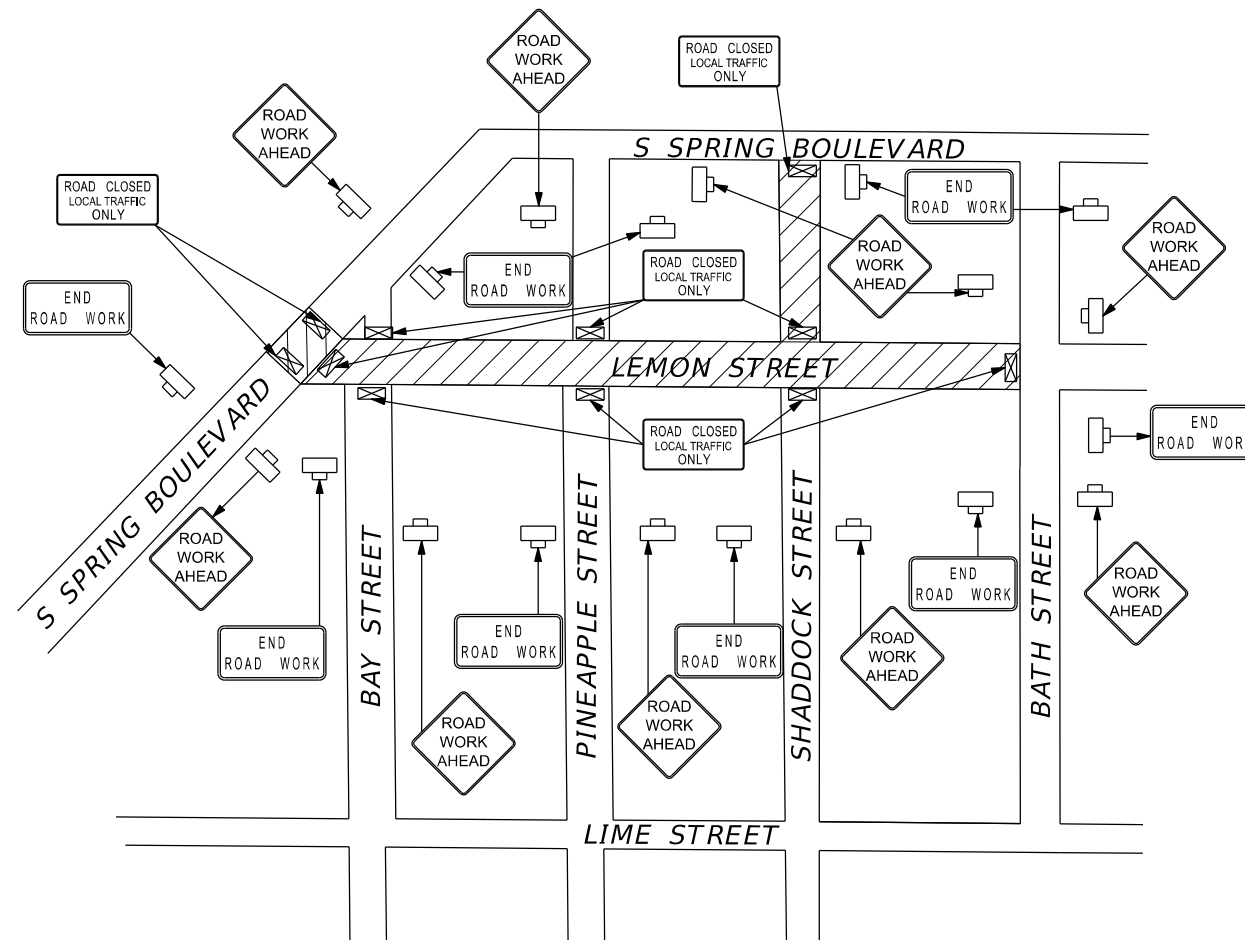 ROAD
WORK
AHEAD
ROAD CLOSED
LOCAL TRAFFIC
ONLY
ROAD
WORK
AHEAD
S SPRING BOULEVARD
ROAD CLOSED
LOCAL TRAFFIC
ONLY
END
ROAD WORK
ROAD
WORK
AHEAD
ROAD
WORK
AHEAD
END
ROAD WORK
ROAD CLOSED
LOCAL TRAFFIC
ONLY
END
ROAD WORK
LEMON STREET
S SPRING BOULEVARD
ROAD CLOSED
LOCAL TRAFFIC
ONLY
END
ROAD WORK
ROAD
WORK
AHEAD
BAY STREET
PINEAPPLE STREET
SHADDOCK STREET
BATH STREET
END
ROAD WORK
ROAD
WORK
AHEAD
END
ROAD WORK
END
ROAD WORK
END
ROAD WORK
ROAD
WORK
AHEAD
ROAD
WORK
AHEAD
ROAD
WORK
AHEAD
LIME STREET